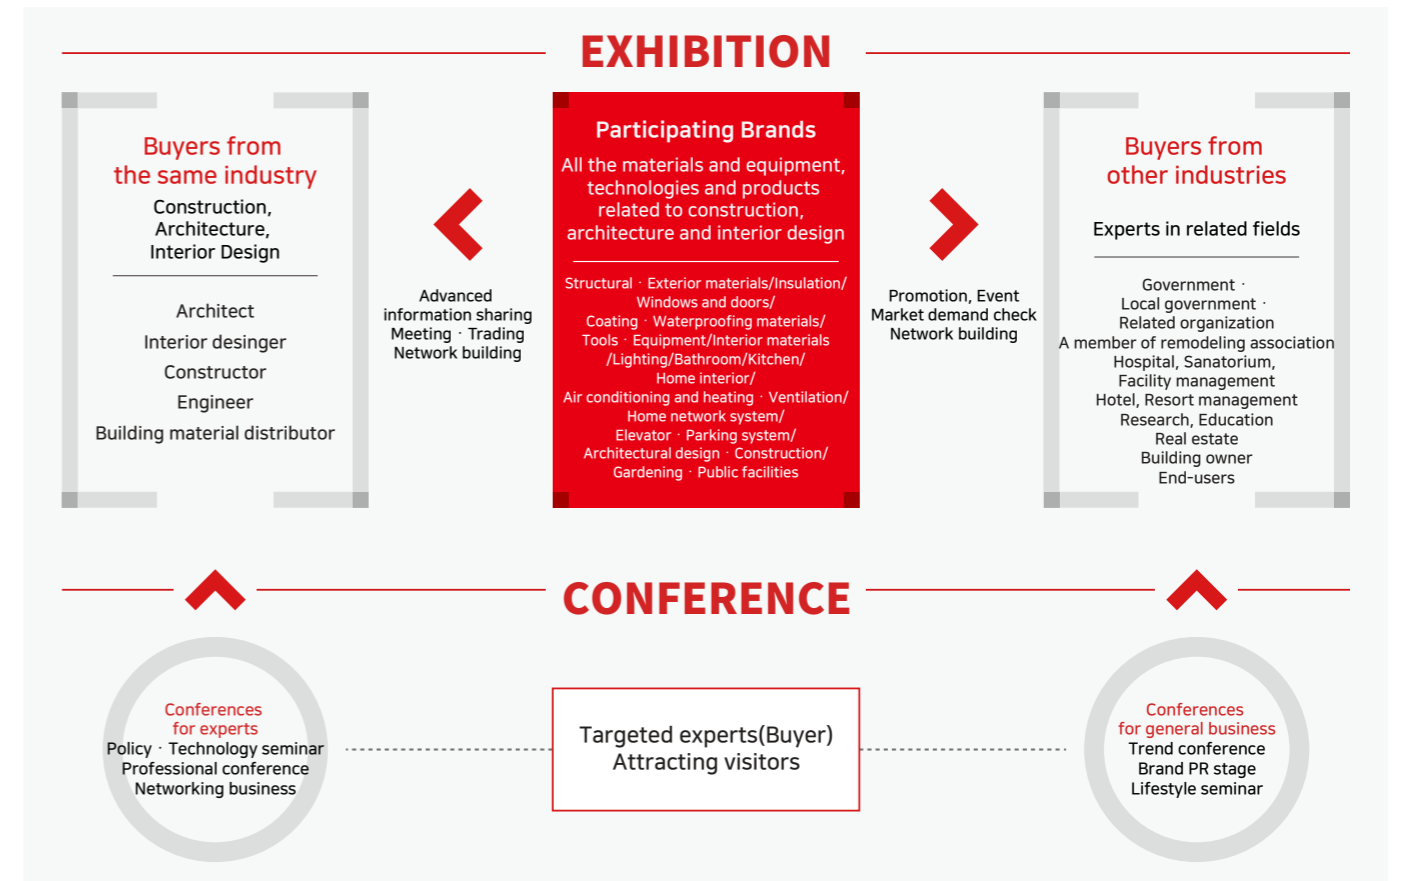 EXHIBITION
Buyers from
the same industry
Construction,
Architecture,
Interior Design
Architect
Interior desinger
Constructor
Engineer
Building material distributor
Advanced
information sharing
Meeting · Trading
Network building
Participating Brands
All the materials and equipment,
technologies and products
related to construction,
architecture and interior design
Structural · Exterior materials/Insulation/
Windows and doors/
Coating · Waterproofing materials/
Tools · Equipment/Interior materials
/Lighting/Bathroom/Kitchen/
Home interior/
Air conditioning and heating · Ventilation/
Home network system/
Elevator · Parking system/
Architectural design · Construction/
Gardening · Public facilities
Promotion, Event
Market demand check
Network building
Buyers from
other industries
Experts in related fields
Government ·
Local government ·
Related organization
A member of remodeling association
Hospital, Sanatorium,
Facility management
Hotel, Resort management
Research, Education
Real estate
Building owner
End-users
CONFERENCE
Conferences
for experts
Policy · Technology seminar
Professional conference
Networking business
Targeted experts(Buyer)
Attracting visitors
Conferences
for general business
Trend conference
Brand PR stage
Lifestyle seminar